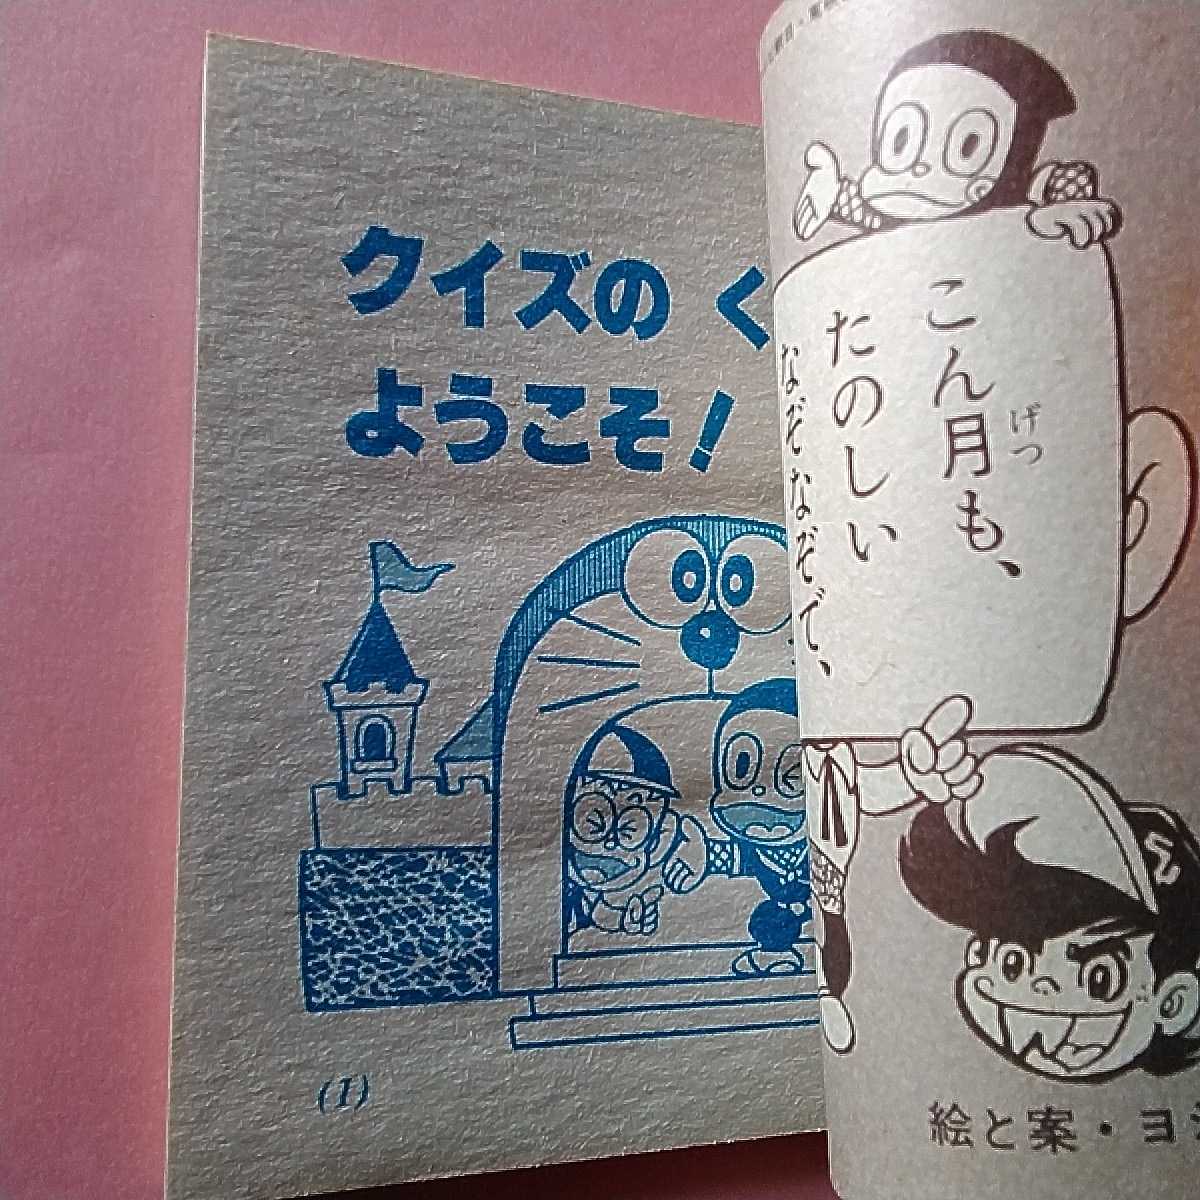 クイズの く
ようこそ!
(1)
こん月も、
げつ
たのしい
なぞなぞで、
絵と案・ヨシ